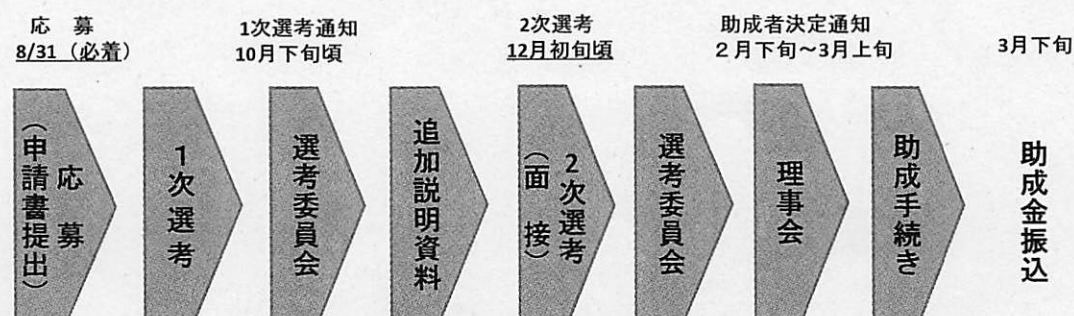 応　募
8/31（必着）
1次選考通知
10月下旬頃
2次選考
12月初旬頃
助成者決定通知
２月下旬～3月上旬
3月下旬
応　募
（申請書提出）
1次選考
選考委員会
追加説明資料
2次選考
（面　接）
選考委員会
理事会
助成手続き
助成金振込